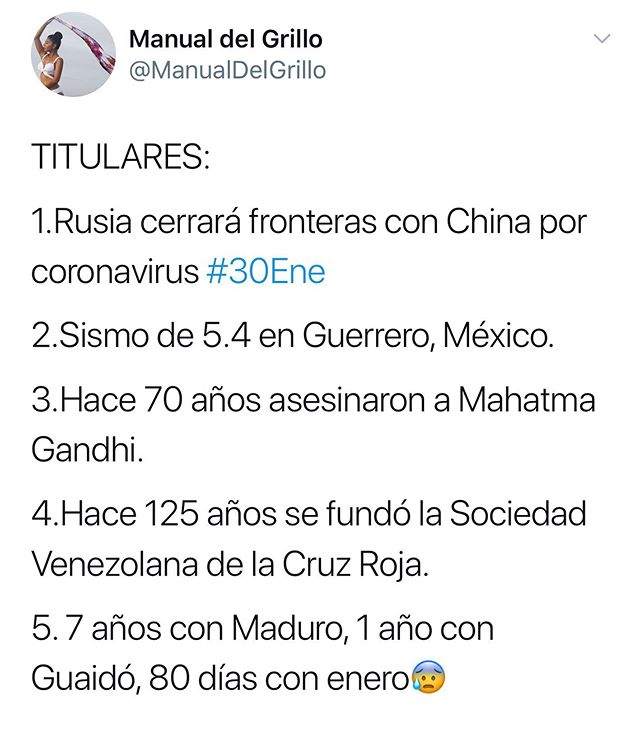 Manual del Grillo
@ManualDelGrillo
TITULARES:
1.Rusia cerrará fronteras con China por
coronavirus #30Ene
2.Sismo de 5.4 en Guerrero, México.
3.Hace 70 años asesinaron a Mahatma
Gandhi.
4.Hace 125 años se fundó la Sociedad
Venezolana de la Cruz Roja.
5. 7 años con Maduro, 1 año con
Guaidó, 80 días con enero😰